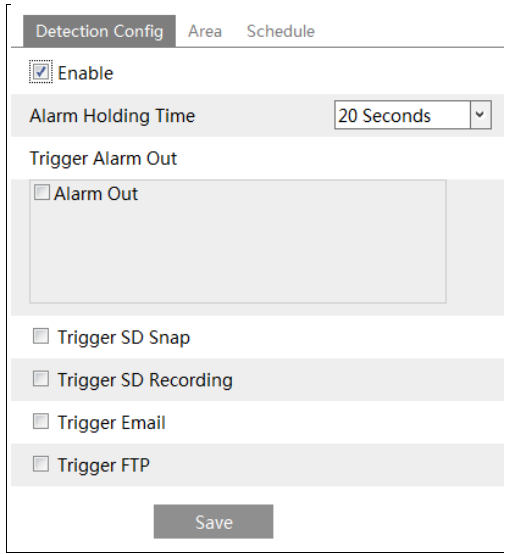 Detection Config Area Schedule
Enable
Alarm Holding Time 20 Seconds
Trigger Alarm Out
Alarm Out
Trigger SD Snap
Trigger SD Recording
Trigger Email
Trigger FTP
Save